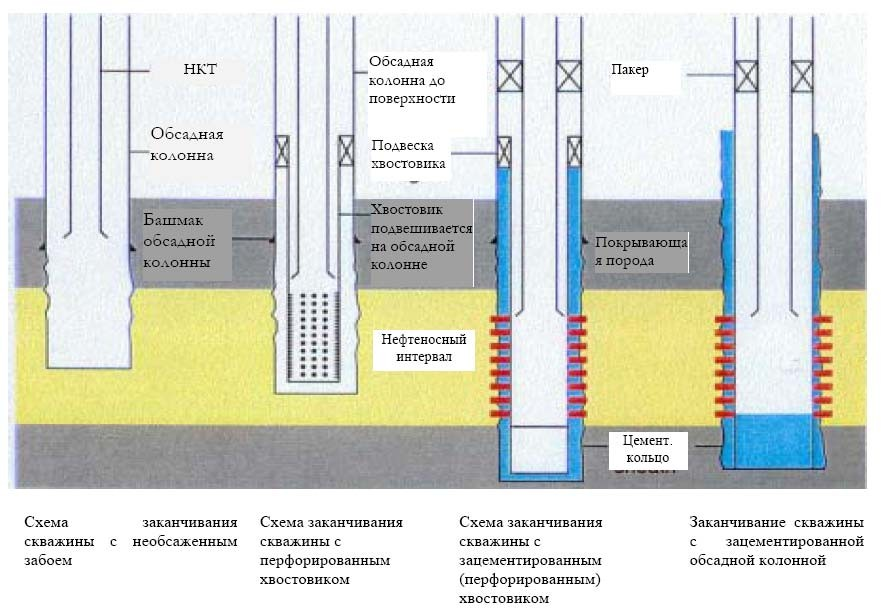 НКТ
Обсадная
колонна до
поверхности
Пакер
Обсадная
колонна
Подвеска
хвостовика
Башмак
обсадной
колонны
Хвостовик
подвешивается
на обсадной
колонне
Покрывающа
я порода
Нефтеносный
интервал
Цемент.
кольцо
Схема заканчивания
скважины с необсаженным
забоем
Схема заканчивания
скважины с
перфорированным
хвостовиком
Схема заканчивания
скважины с
зацементированным
(перфорированным)
хвостовиком
Заканчивание скважины
с зацементированной
обсадной колонной